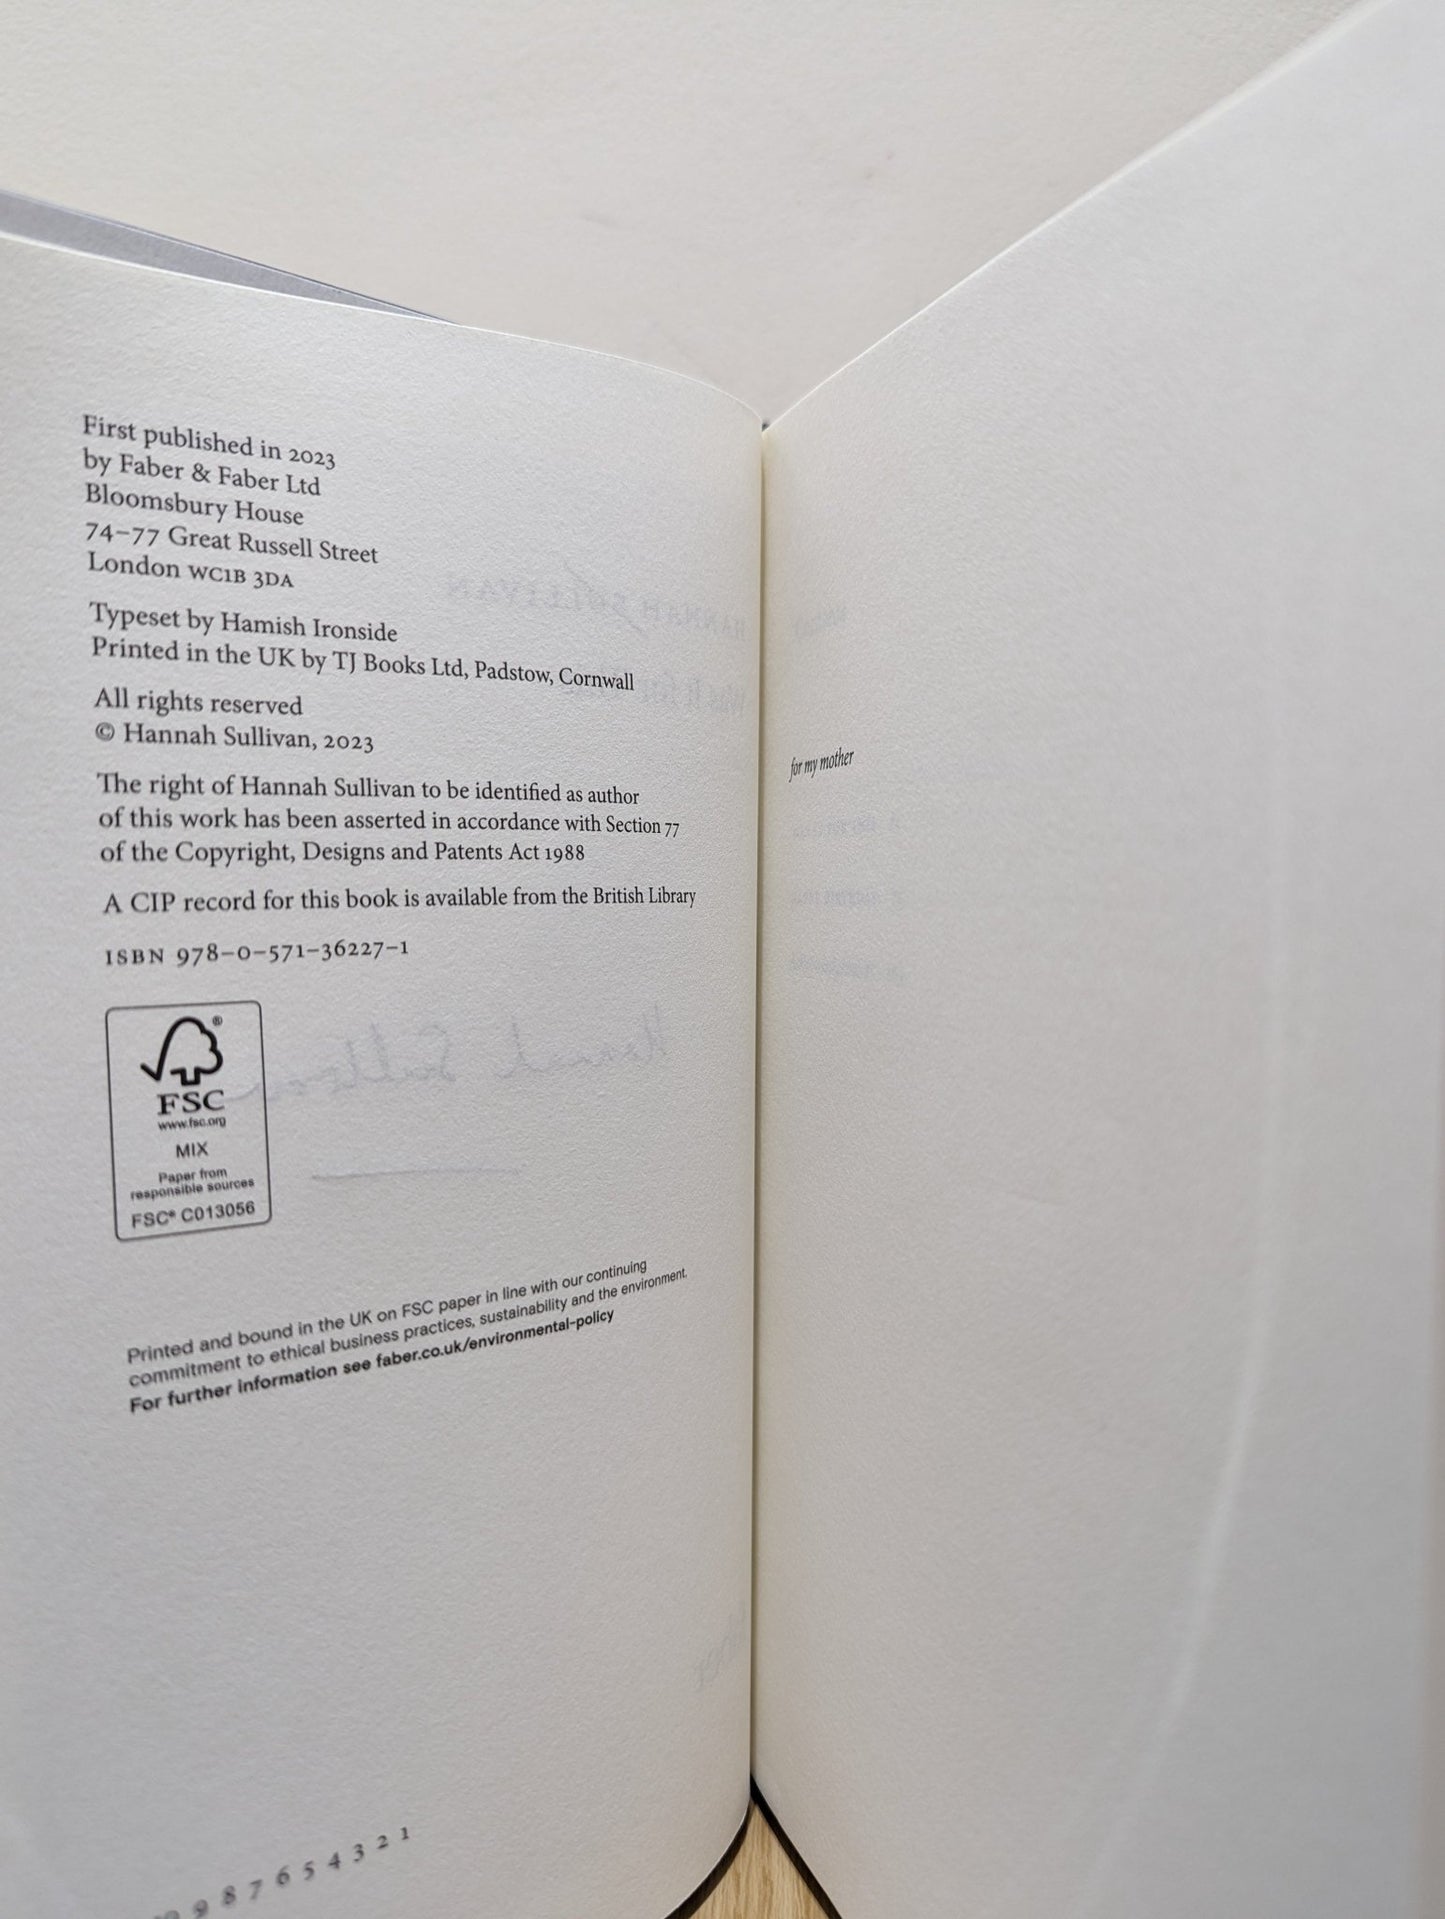 First published in 2023
by Faber & Faber Ltd
Bloomsbury House
74–77 Great Russell Street
London WC1B 3DA
Typeset by Hamish Ironside
Printed in the UK by TJ Books Ltd, Padstow, Cornwall
All rights reserved
© Hannah Sullivan, 2023
The right of Hannah Sullivan to be identified as author
of this work has been asserted in accordance with Section 77
of the Copyright, Designs and Patents Act 1988
A CIP record for this book is available from the British Library
ISBN 978–0–571–36227–1
®
FSC
www.fsc.org
MIX
Paper from
responsible sources
FSC® C013056
Printed and bound in the UK on FSC paper in line with our continuing
commitment to ethical business practices, sustainability and the environment.
For further information see faber.co.uk/environmental-policy
9 8 7 6 5 4 3 2 1
for my mother
HANNAH SULLIVAN
Hannah Sullivan